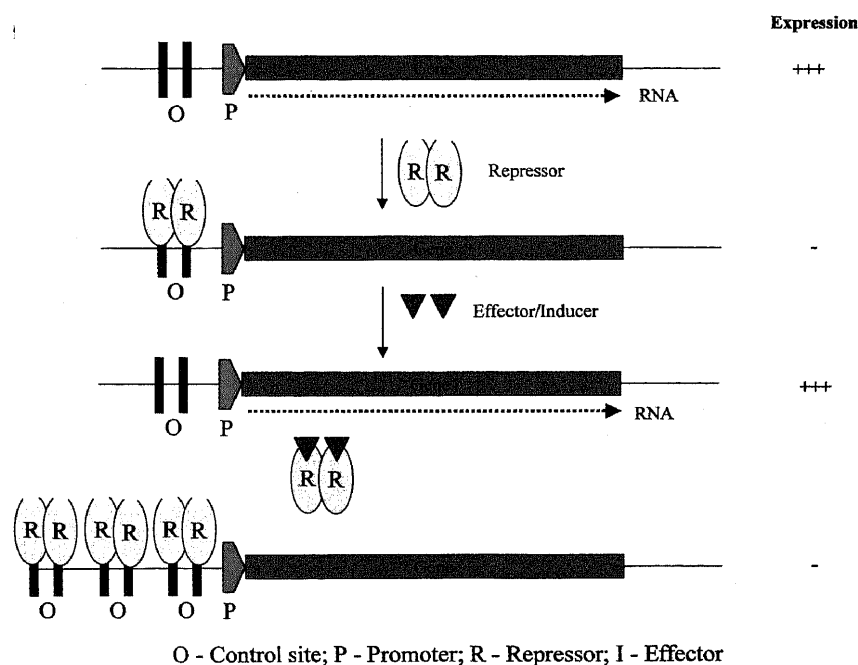 Expression
+++
RNA
O P
R R Repressor
R R
-
O P
Effector/Inducer
+++
RNA
O P
R R
R R R R R R
-
O O O P
O - Control site; P - Promoter; R - Repressor; I - Effector